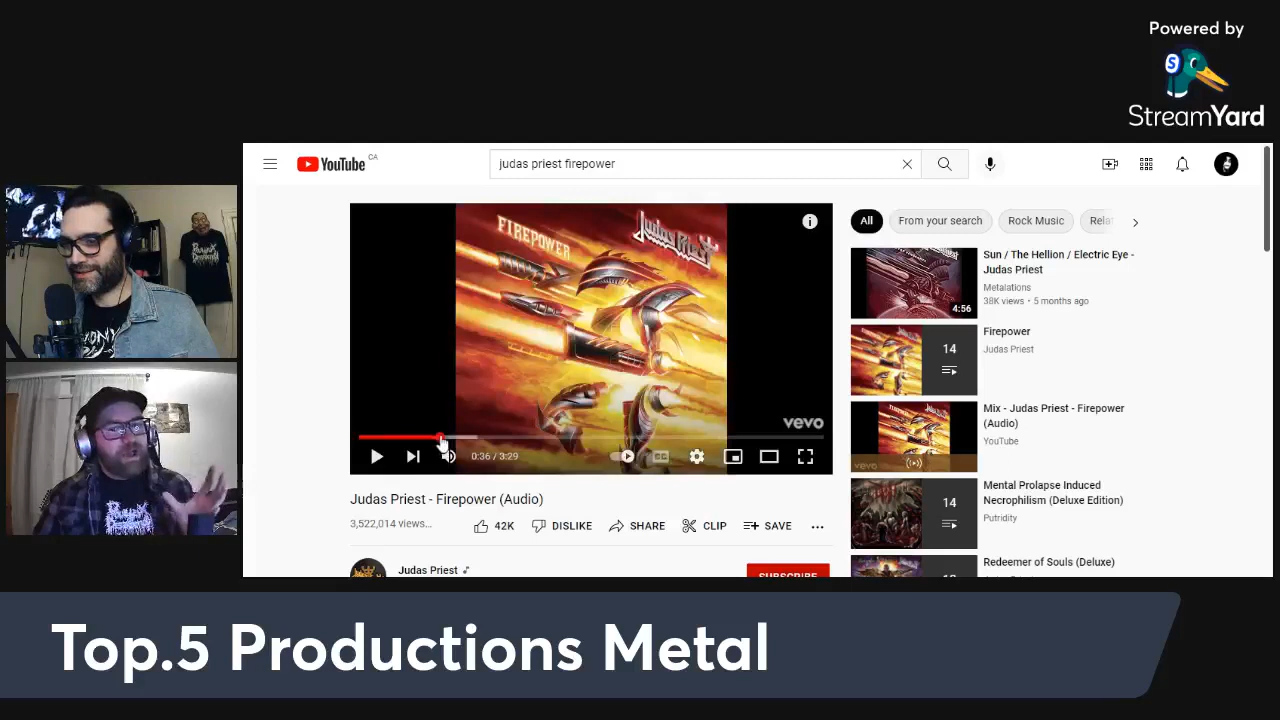 Powered by
StreamYard
YouTube CA
judas priest firepower
FIREPOWER
Judas Priest
vevo
0:36 / 3:29
CC
Judas Priest - Firepower (Audio)
3,522,014 views...
42K
DISLIKE
SHARE
CLIP
SAVE
Judas Priest
SUBSCRIBE
All
From your search
Rock Music
Rela
Sun / The Hellion / Electric Eye -
Judas Priest
Metalations
38K views • 5 months ago
4:56
Firepower
Judas Priest
14
Mix - Judas Priest - Firepower
(Audio)
YouTube
vevo
Mental Prolapse Induced
Necrophilism (Deluxe Edition)
Putridity
14
Redeemer of Souls (Deluxe)
Top.5 Productions Metal